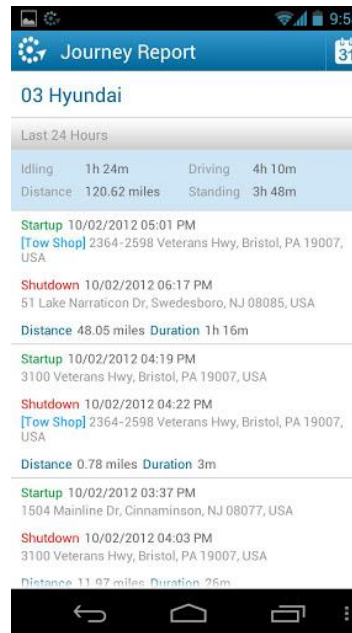 9:5
Journey Report
31
03 Hyundai
Last 24 Hours
Idling 1h 24m Driving 4h 10m
Distance 120.62 miles Standing 3h 48m
Startup 10/02/2012 05:01 PM
[Tow Shop] 2364-2598 Veterans Hwy, Bristol, PA 19007,
USA
Shutdown 10/02/2012 06:17 PM
51 Lake Narraticon Dr, Swedesboro, NJ 08085, USA
Distance 48.05 miles Duration 1h 16m
Startup 10/02/2012 04:19 PM
3100 Veterans Hwy, Bristol, PA 19007, USA
Shutdown 10/02/2012 04:22 PM
[Tow Shop] 2364-2598 Veterans Hwy, Bristol, PA 19007,
USA
Distance 0.78 miles Duration 3m
Startup 10/02/2012 03:37 PM
1504 Mainline Dr, Cinnaminson, NJ 08077, USA
Shutdown 10/02/2012 04:03 PM
3100 Veterans Hwy, Bristol, PA 19007, USA
Distance 11.97 miles Duration 26m